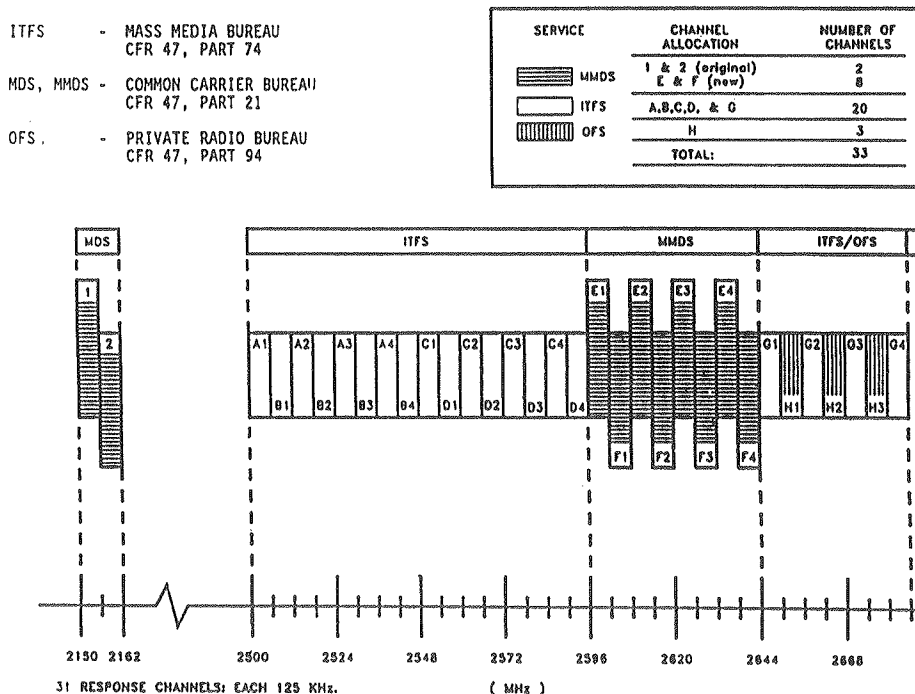 ITFS - MASS MEDIA BUREAU
CFR 47, PART 74
MDS, MMDS - COMMON CARRIER BUREAU
CFR 47, PART 21
OFS. - PRIVATE RADIO BUREAU
CFR 47, PART 94
SERVICE CHANNEL ALLOCATION NUMBER OF CHANNELS
MMDS 1 & 2 (original) 2
E & F (new) 8
ITFS A,B,C,D, & G 20
OFS H 3
TOTAL: 33
MDS ITFS MMDS ITFS/OFS
1 E1 E2 E3 E4
2 A1 A2 A3 A4 C1 C2 C3 C4 G1 G2 G3 G4
B1 B2 B3 B4 D1 D2 D3 D4 H1 H2 H3
F1 F2 F3 F4
2150 2162 2500 2524 2548 2572 2596 2620 2644 2668
31 RESPONSE CHANNELS: EACH 125 KHz. ( MHz )